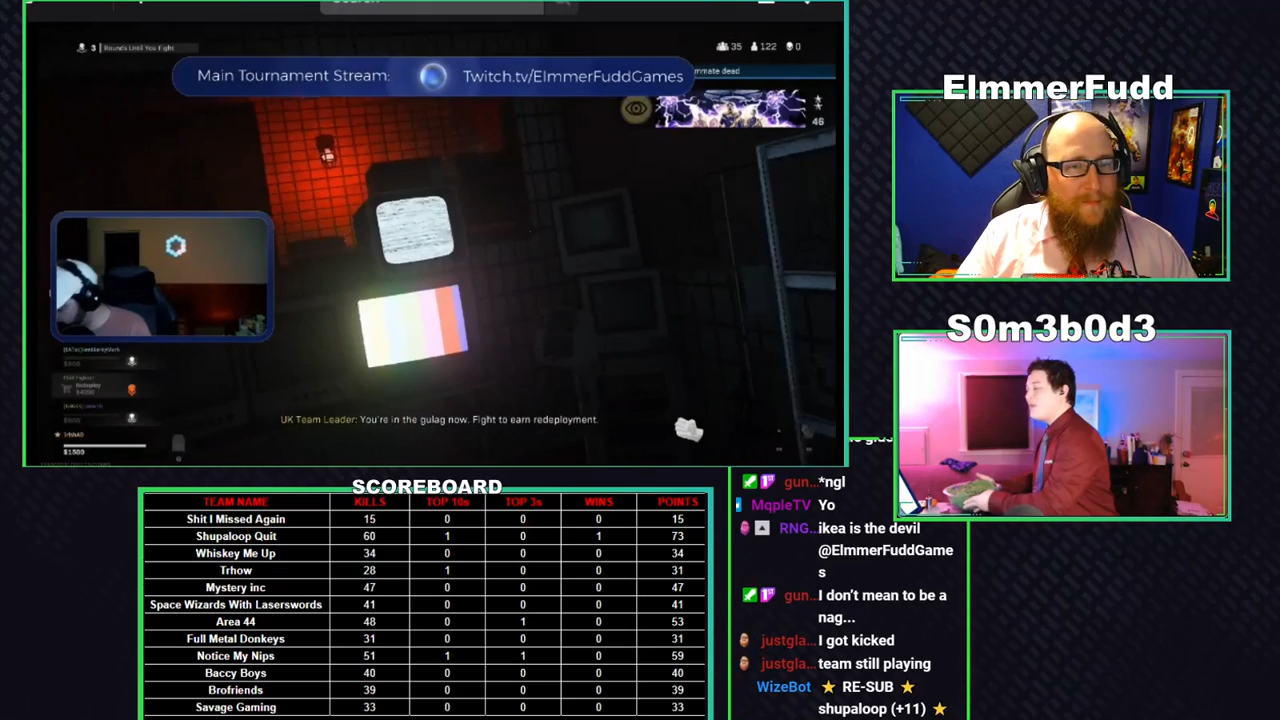 3 Rounds Until You Fight
35 122 0
Main Tournament Stream: Twitch.tv/ElmmerFuddGames
mmate dead
46
Redeploy
$1500
UK Team Leader: You're in the gulag now. Fight to earn redeployment.
ElmmerFudd
S0m3b0d3
SCOREBOARD
TEAM NAME KILLS TOP 10s TOP 3s WINS POINTS
Shit I Missed Again 15 0 0 0 15
Shupaloop Quit 60 1 0 1 73
Whiskey Me Up 34 0 0 0 34
Trhow 28 1 0 0 31
Mystery inc 47 0 0 0 47
Space Wizards With Laserswords 41 0 0 0 41
Area 44 48 0 1 0 53
Full Metal Donkeys 31 0 0 0 31
Notice My Nips 51 1 1 0 59
Baccy Boys 40 0 0 0 40
Brofriends 39 0 0 0 39
Savage Gaming 33 0 0 0 33
gun... *ngl
MqpleTV Yo
RNG... ikea is the devil
@ElmmerFuddGame
s
gun... I don't mean to be a
nag...
justgla... I got kicked
justgla... team still playing
WizeBot ⭐ RE-SUB ⭐
shupaloop (+11) ⭐